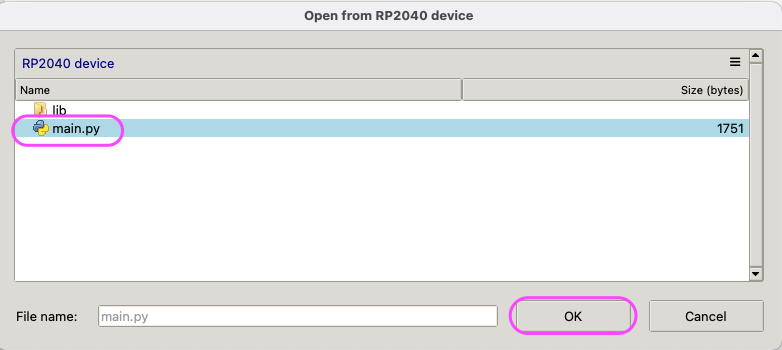 Open from RP2040 device
RP2040 device
Name Size (bytes)
lib
main.py 1751
File name: main.py OK Cancel